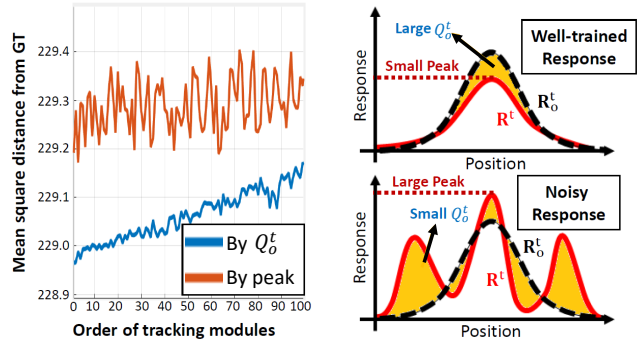 Mean square distance from GT
229.4
229.3
229.2
229.1
229.0
228.9
0 10 20 30 40 50 60 70 80 90 100
Order of tracking modules
By Q_o^t
By peak
Response
Large Q_o^t
Small Peak
Well-trained
Response
R_o^t
R^t
Position
Response
Large Peak
Small Q_o^t
Noisy
Response
R_o^t
R^t
Position